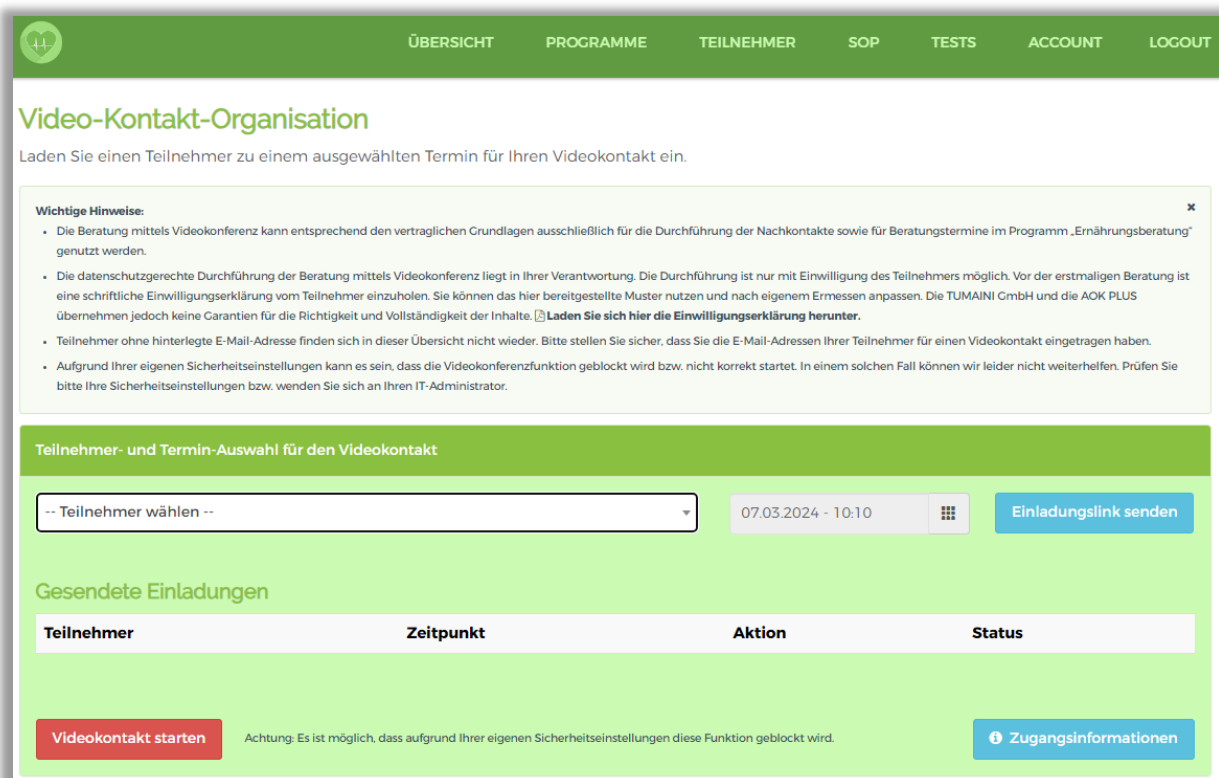 ÜBERSICHT PROGRAMME TEILNEHMER SOP TESTS ACCOUNT LOGOUT
Video-Kontakt-Organisation
Laden Sie einen Teilnehmer zu einem ausgewählten Termin für Ihren Videokontakt ein.
Wichtige Hinweise:
• Die Beratung mittels Videokonferenz kann entsprechend den vertraglichen Grundlagen ausschließlich für die Durchführung der Nachkontakte sowie für Beratungstermine im Programm „Ernährungsberatung"
genutzt werden.
• Die datenschutzgerechte Durchführung der Beratung mittels Videokonferenz liegt in Ihrer Verantwortung. Die Durchführung ist nur mit Einwilligung des Teilnehmers möglich. Vor der erstmaligen Beratung ist
eine schriftliche Einwilligungserklärung vom Teilnehmer einzuholen. Sie können das hier bereitgestellte Muster nutzen und nach eigenem Ermessen anpassen. Die TUMAINI GmbH und die AOK PLUS
übernehmen jedoch keine Garantien für die Richtigkeit und Vollständigkeit der Inhalte. Laden Sie sich hier die Einwilligungserklärung herunter.
• Teilnehmer ohne hinterlegte E-Mail-Adresse finden sich in dieser Übersicht nicht wieder. Bitte stellen Sie sicher, dass Sie die E-Mail-Adressen Ihrer Teilnehmer für einen Videokontakt eingetragen haben.
• Aufgrund Ihrer eigenen Sicherheitseinstellungen kann es sein, dass die Videokonferenzfunktion geblockt wird bzw. nicht korrekt startet. In einem solchen Fall können wir leider nicht weiterhelfen. Prüfen Sie
bitte Ihre Sicherheitseinstellungen bzw. wenden Sie sich an Ihren IT-Administrator.
Teilnehmer- und Termin-Auswahl für den Videokontakt
-- Teilnehmer wählen -- 07.03.2024 - 10:10 Einladungslink senden
Gesendete Einladungen
Teilnehmer Zeitpunkt Aktion Status
Videokontakt starten Achtung: Es ist möglich, dass aufgrund Ihrer eigenen Sicherheitseinstellungen diese Funktion geblockt wird. Zugangsinformationen